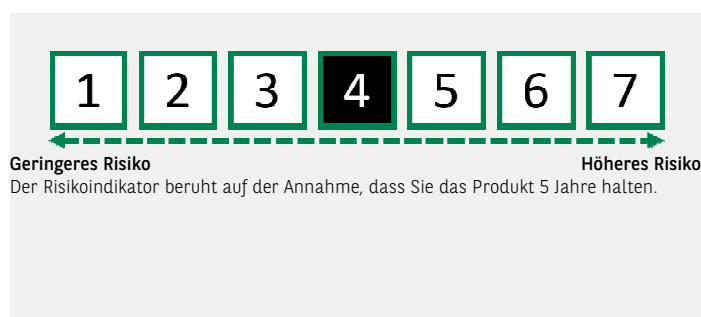 1 2 3 4 5 6 7
Geringeres Risiko Höheres Risiko
Der Risikoindikator beruht auf der Annahme, dass Sie das Produkt 5 Jahre halten.